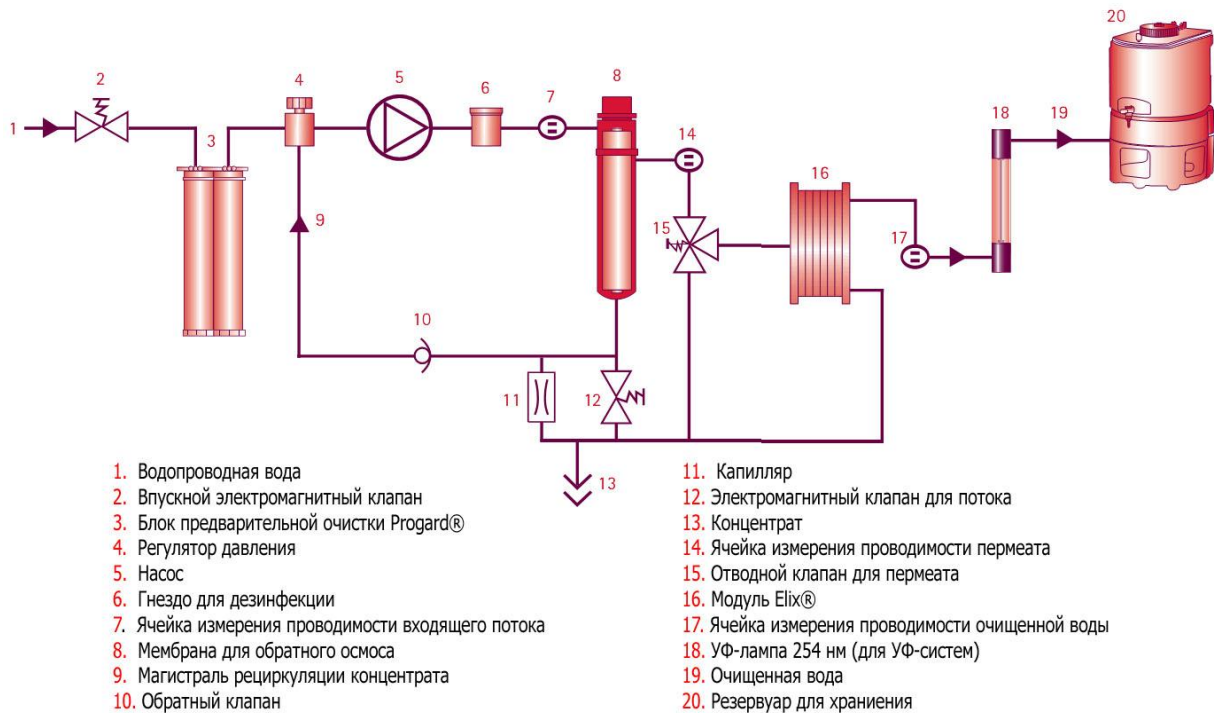 20
2
4
5
6
7
8
14
18
19
1
3
16
15
17
9
10
11
12
13
1. Водопроводная вода
2. Впускной электромагнитный клапан
3. Блок предварительной очистки Progard®
4. Регулятор давления
5. Насос
6. Гнездо для дезинфекции
7. Ячейка измерения проводимости входящего потока
8. Мембрана для обратного осмоса
9. Магистраль рециркуляции концентрата
10. Обратный клапан
11. Капилляр
12. Электромагнитный клапан для потока
13. Концентрат
14. Ячейка измерения проводимости пермеата
15. Отводной клапан для пермеата
16. Модуль Elix®
17. Ячейка измерения проводимости очищенной воды
18. УФ-лампа 254 нм (для УФ-систем)
19. Очищенная вода
20. Резервуар для храниения